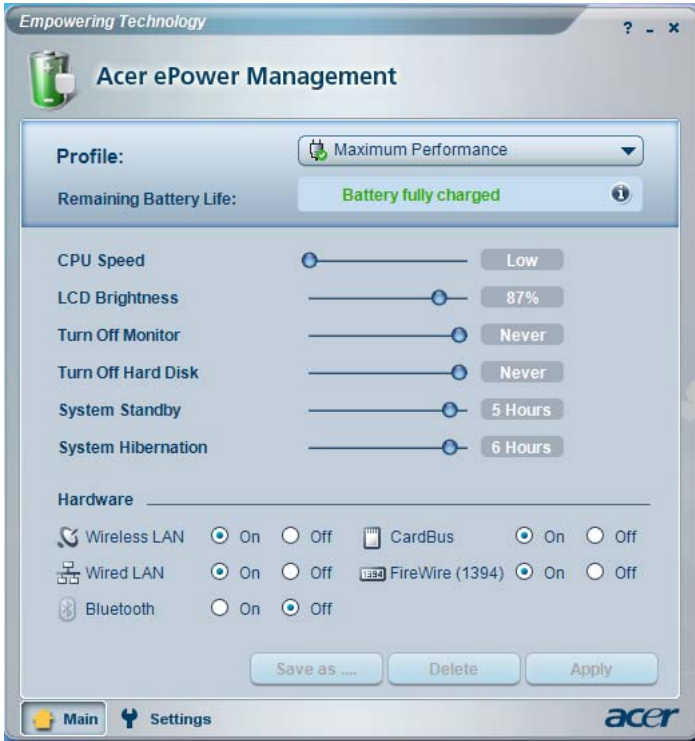 Empowering Technology
? - x
Acer ePower Management
Profile: Maximum Performance
Remaining Battery Life: Battery fully charged i
CPU Speed Low
LCD Brightness 87%
Turn Off Monitor Never
Turn Off Hard Disk Never
System Standby 5 Hours
System Hibernation 6 Hours
Hardware
Wireless LAN On Off CardBus On Off
Wired LAN On Off 1394 FireWire (1394) On Off
Bluetooth On Off
Save as .... Delete Apply
Main Settings acer